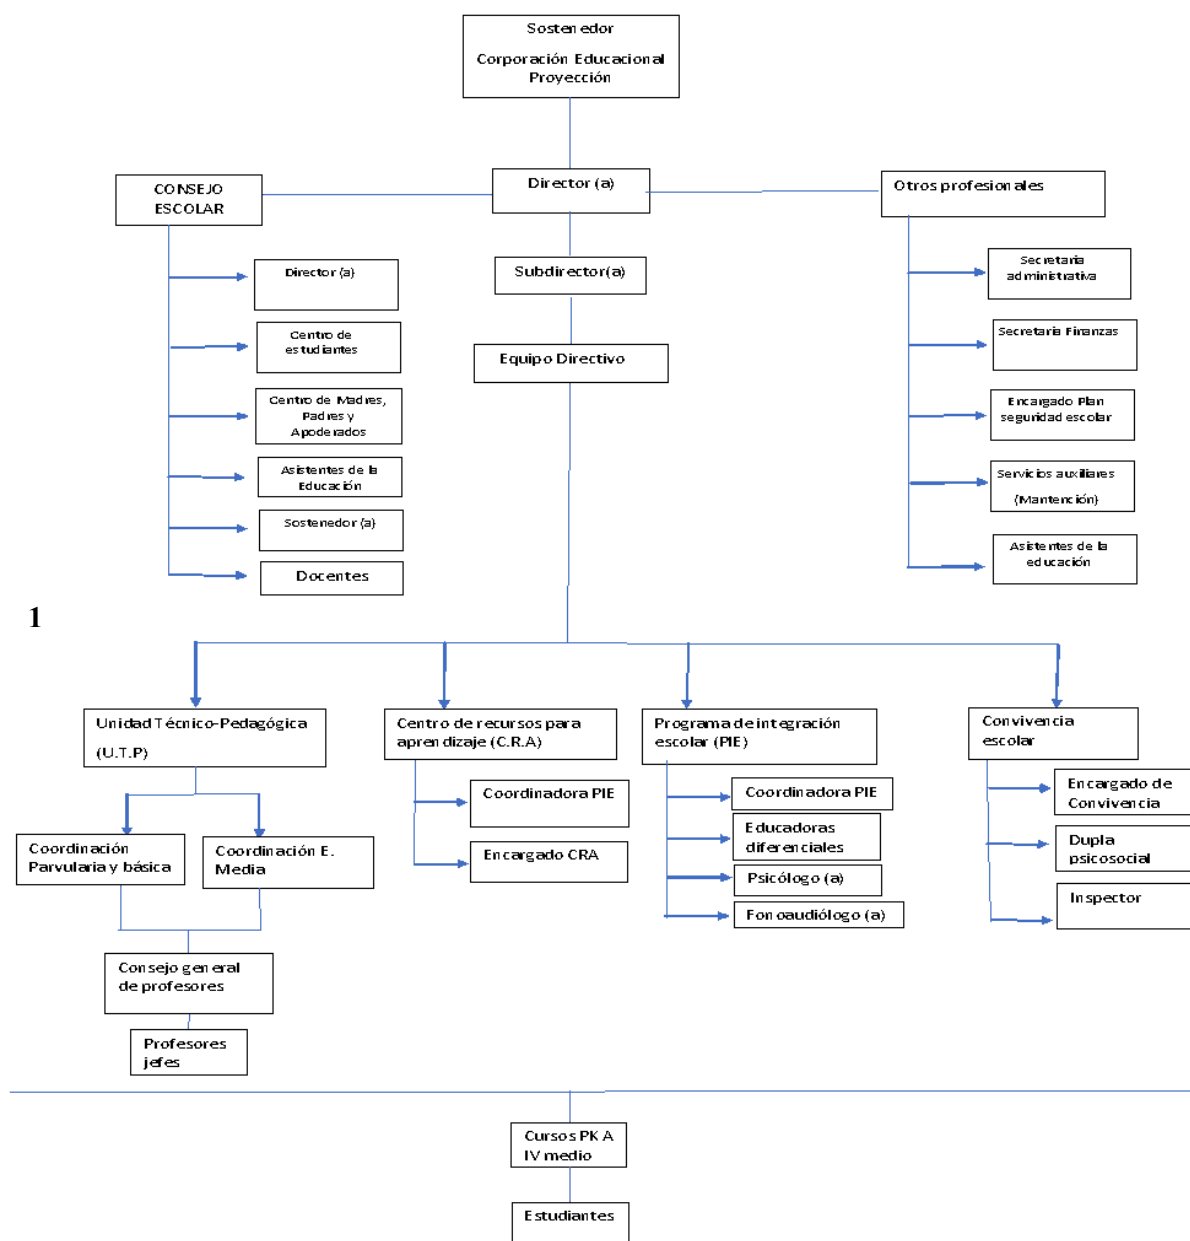 Sostenedor
Corporación Educacional
Proyección
CONSEJO
ESCOLAR
Director (a)
Otros profesionales
Director (a)
Centro de
estudiantes
Centro de Madres,
Padres y
Apoderados
Asistentes de la
Educación
Sostenedor (a)
Docentes
Subdirector(a)
Equipo Directivo
Secretaria
administrativa
Secretaria Finanzas
Encargado Plan
seguridad escolar
Servicios auxiliares
(Mantención)
Asistentes de la
educación
1
Unidad Técnico-Pedagógica
(U.T.P)
Coordinación
Parvularia y básica
Coordinación E.
Media
Consejo general
de profesores
Profesores
jefes
Centro de recursos para
aprendizaje (C.R.A)
Coordinadora PIE
Encargado CRA
Programa de integración
escolar (PIE)
Coordinadora PIE
Educadoras
diferenciales
Psicólogo (a)
Fonoaudiólogo (a)
Convivencia
escolar
Encargado de
Convivencia
Dupla
psicosocial
Inspector
Cursos PK A
IV medio
Estudiantes